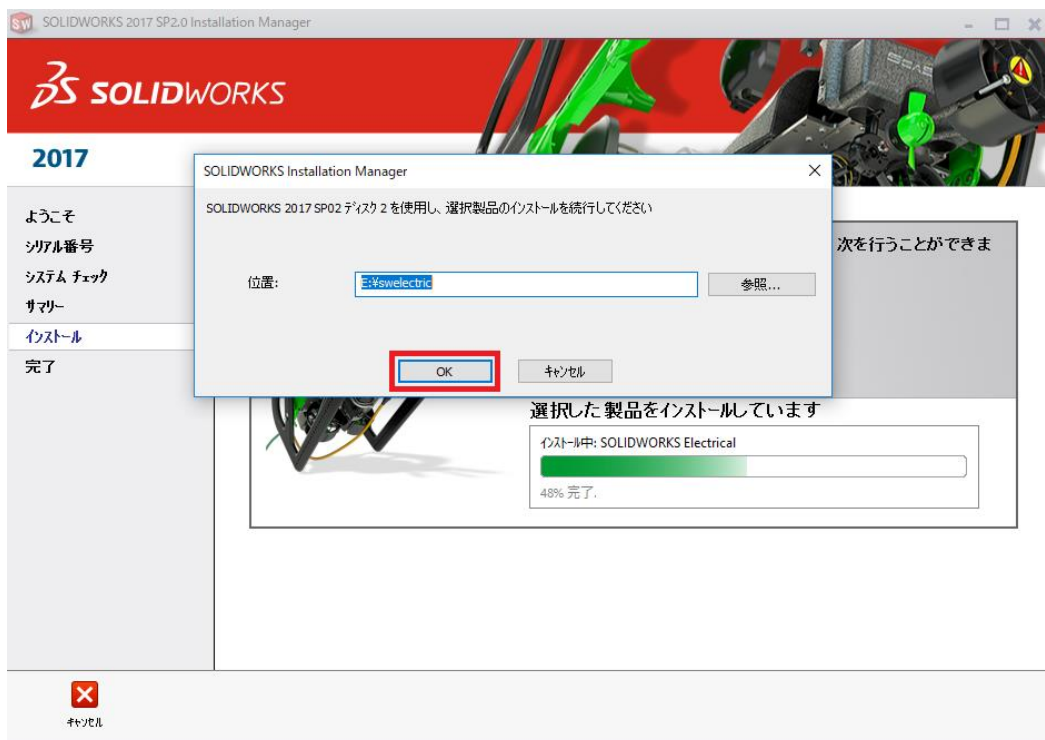 SOLIDWORKS 2017 SP2.0 Installation Manager
SOLIDWORKS
2017
ようこそ
シリアル番号
システム チェック
サマリー
インストール
完了
SOLIDWORKS Installation Manager
SOLIDWORKS 2017 SP02 ディスク 2 を使用し、選択製品のインストールを続行してください
位置:
E:¥swelectric
参照...
OK
キャンセル
次を行うことができま
選択した 製品をインストールしています
インストール中: SOLIDWORKS Electrical
48% 完了.
キャンセル